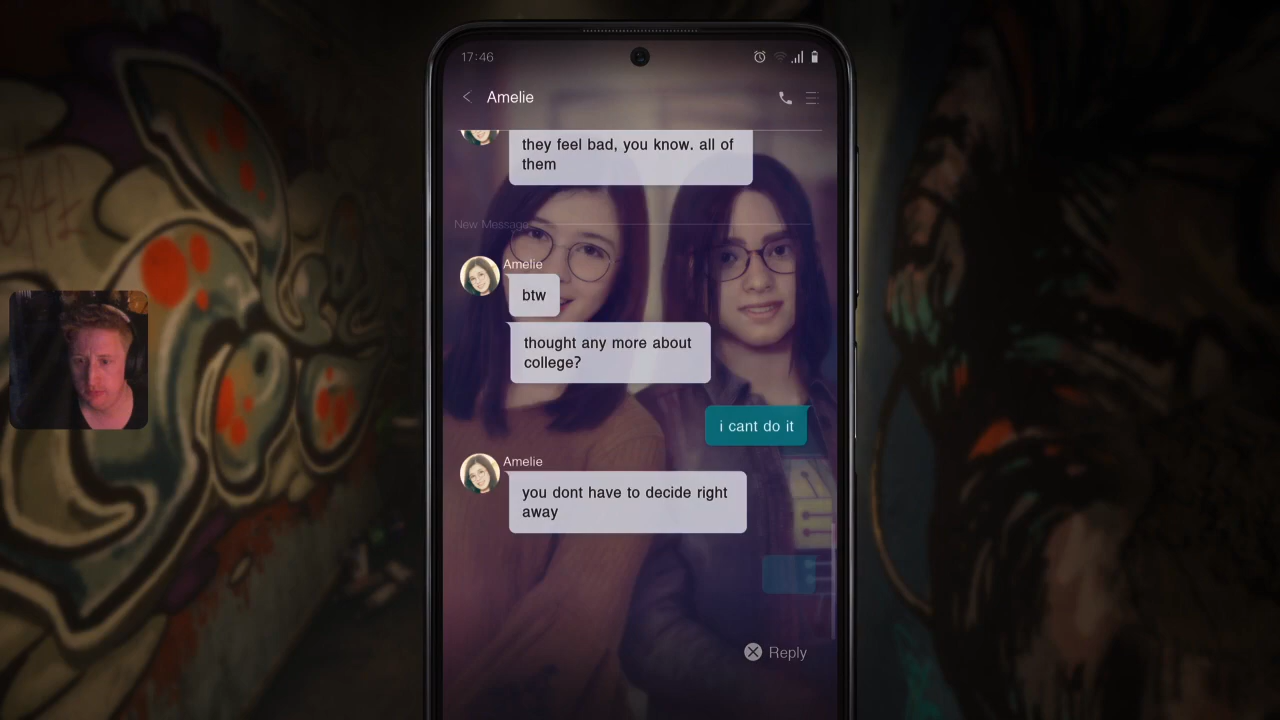 17:46
Amelie
they feel bad, you know. all of
them
New Message
Amelie
btw
thought any more about
college?
i cant do it
Amelie
you dont have to decide right
away
Reply